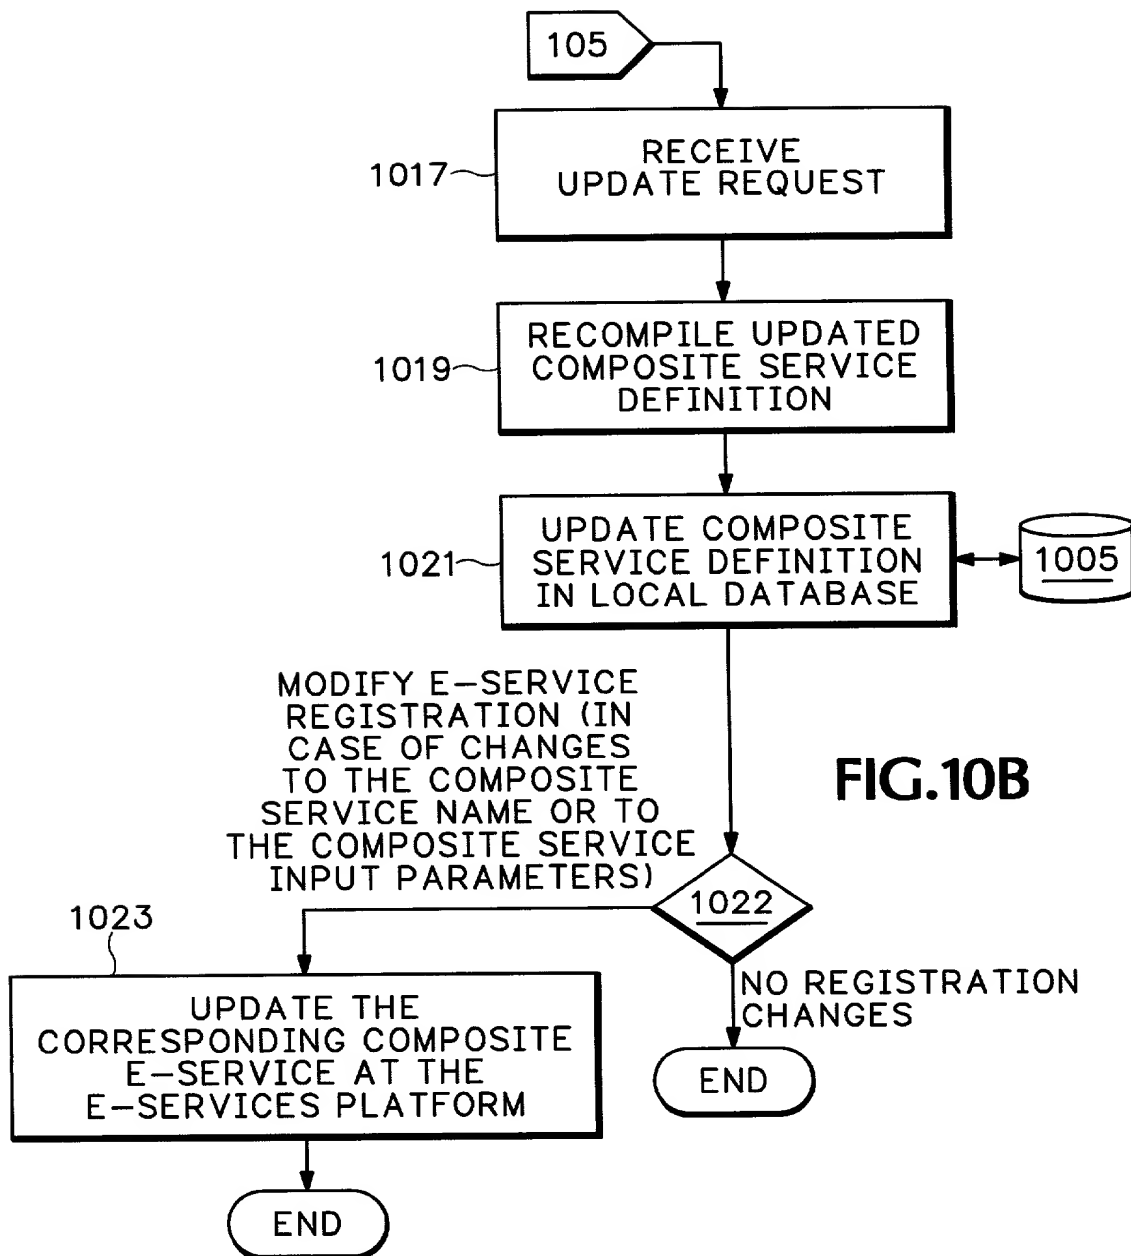 105
RECEIVE
UPDATE REQUEST
1017
RECOMPILE UPDATED
COMPOSITE SERVICE
DEFINITION
1019
UPDATE COMPOSITE
SERVICE DEFINITION
IN LOCAL DATABASE
1021
1005
MODIFY E-SERVICE
REGISTRATION (IN
CASE OF CHANGES
TO THE COMPOSITE
SERVICE NAME OR TO
THE COMPOSITE SERVICE
INPUT PARAMETERS)
FIG.10B
1022
1023
NO REGISTRATION
CHANGES
UPDATE THE
CORRESPONDING COMPOSITE
E-SERVICE AT THE
E-SERVICES PLATFORM
END
END